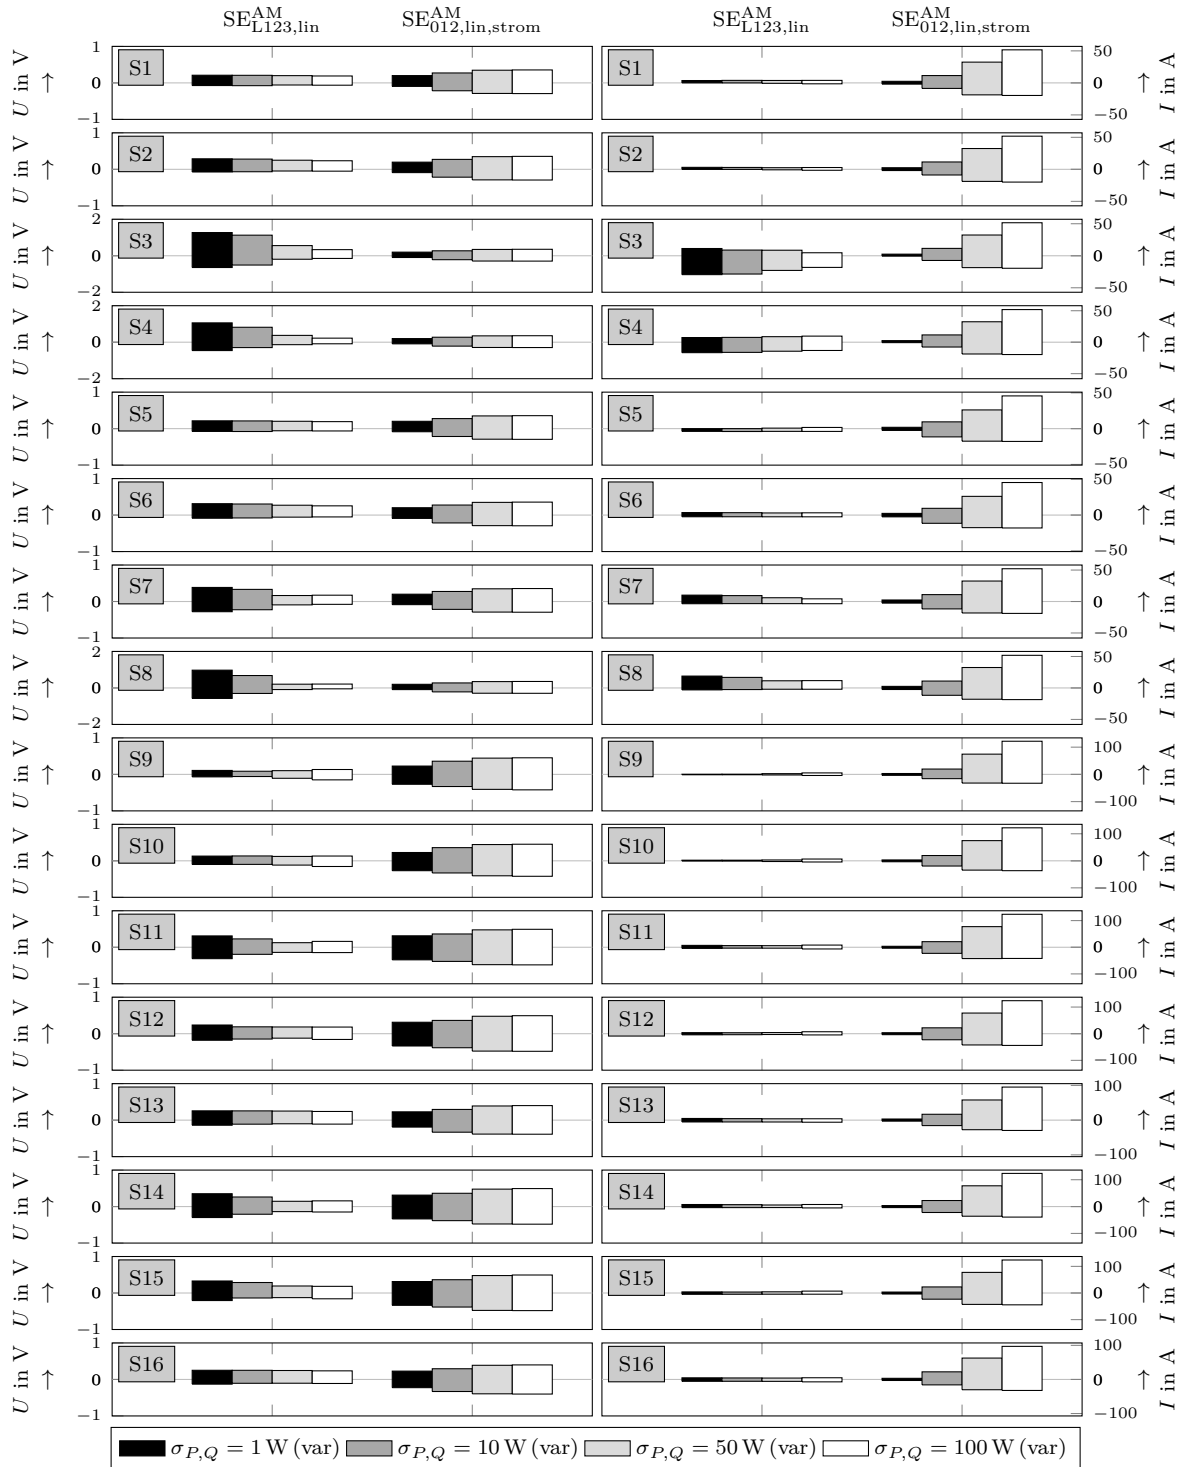 SE^AM_L123,lin SE^AM_012,lin,strom SE^AM_L123,lin SE^AM_012,lin,strom
U in V → 1 0 −1 S1 S1 50 0 −50 I in A →
U in V → 1 0 −1 S2 S2 50 0 −50 I in A →
U in V → 2 0 −2 S3 S3 50 0 −50 I in A →
U in V → 2 0 −2 S4 S4 50 0 −50 I in A →
U in V → 1 0 −1 S5 S5 50 0 −50 I in A →
U in V → 1 0 −1 S6 S6 50 0 −50 I in A →
U in V → 1 0 −1 S7 S7 50 0 −50 I in A →
U in V → 2 0 −2 S8 S8 50 0 −50 I in A →
U in V → 1 0 −1 S9 S9 100 0 −100 I in A →
U in V → 1 0 −1 S10 S10 100 0 −100 I in A →
U in V → 1 0 −1 S11 S11 100 0 −100 I in A →
U in V → 1 0 −1 S12 S12 100 0 −100 I in A →
U in V → 1 0 −1 S13 S13 100 0 −100 I in A →
U in V → 1 0 −1 S14 S14 100 0 −100 I in A →
U in V → 1 0 −1 S15 S15 100 0 −100 I in A →
U in V → 1 0 −1 S16 S16 100 0 −100 I in A →
σ_P,Q = 1 W (var) σ_P,Q = 10 W (var) σ_P,Q = 50 W (var) σ_P,Q = 100 W (var)